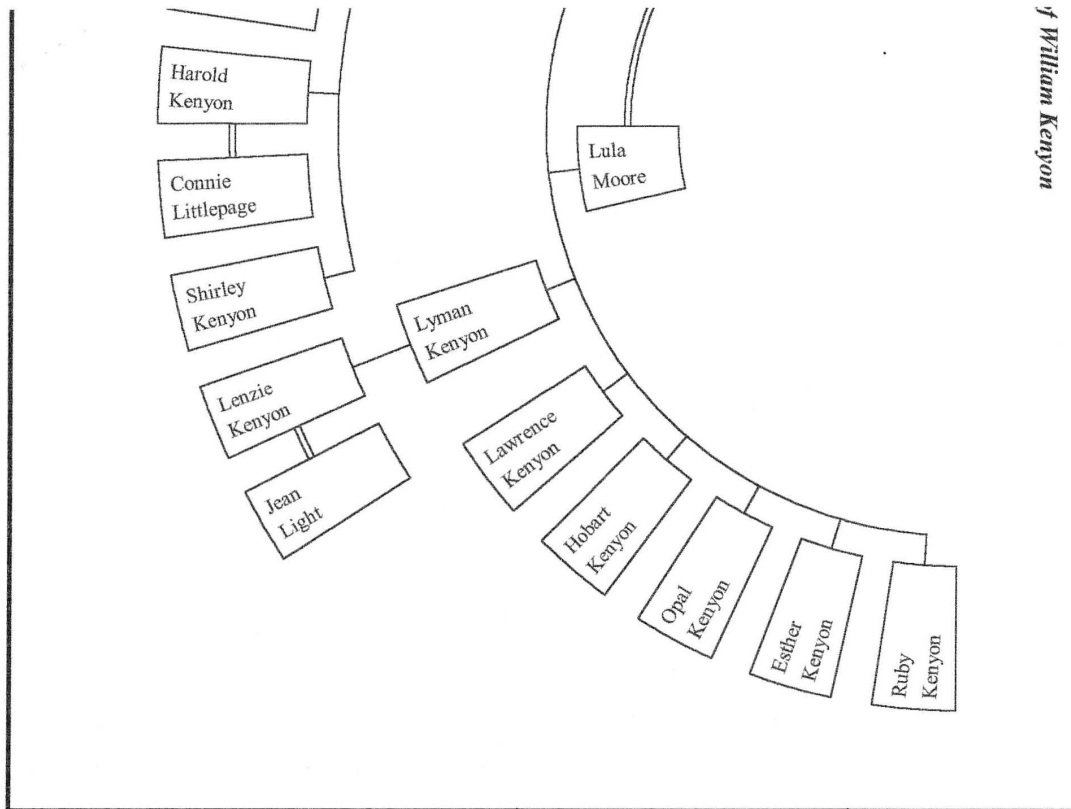 f William Kenyon
Harold
Kenyon
Connie
Littlepage
Shirley
Kenyon
Lenzie
Kenyon
Jean
Light
Lula
Moore
Lyman
Kenyon
Lawrence
Kenyon
Hobart
Kenyon
Opal
Kenyon
Esther
Kenyon
Ruby
Kenyon